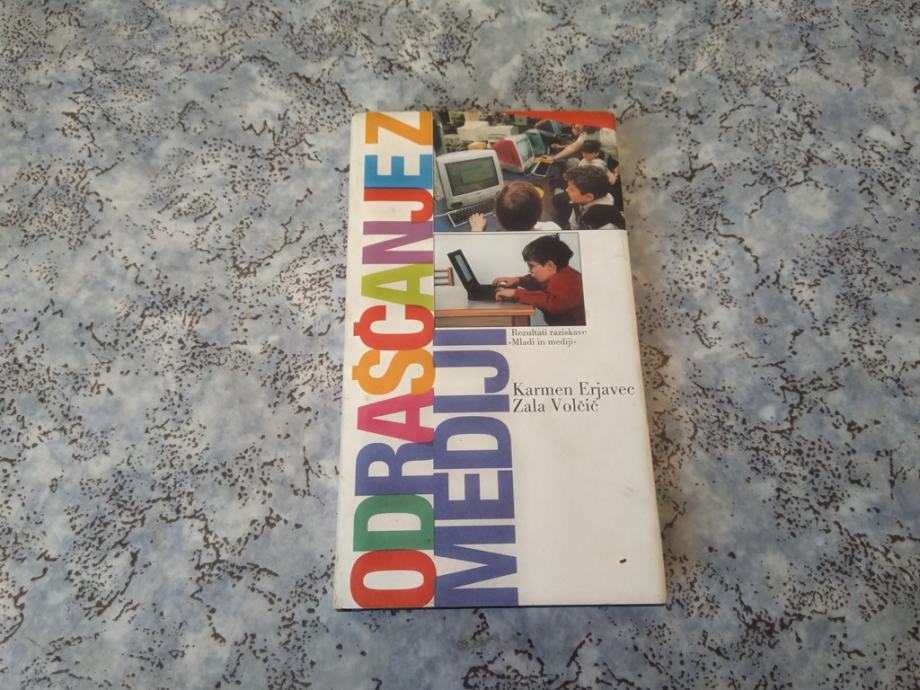 ODRAŠČANJE Z
MEDIJI
Rezultati raziskave
»Mladi in mediji«
Karmen Erjavec
Zala Volčič